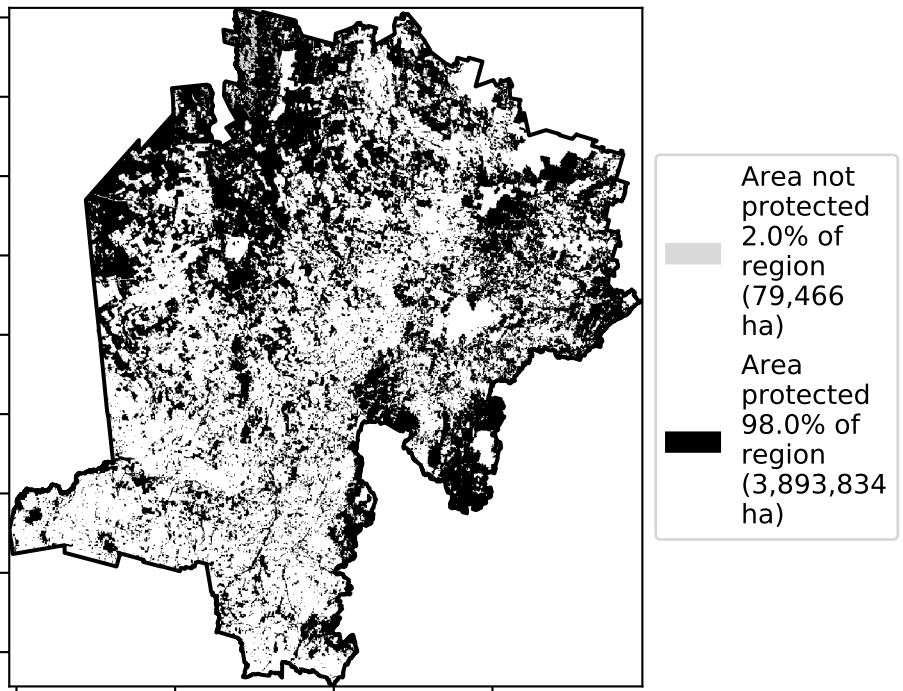 Area not
protected
2.0% of
region
(79,466
ha)
Area
protected
98.0% of
region
(3,893,834
ha)